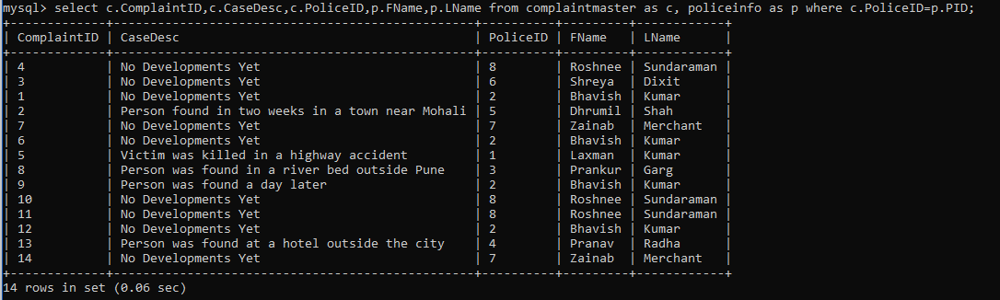 mysql> select c.ComplaintID,c.CaseDesc,c.PoliceID,p.FName,p.LName from complaintmaster as c, policeinfo as p where c.PoliceID=p.PID;
+-------------+--------------------------------------------------+----------+---------+------------+
| ComplaintID | CaseDesc                                         | PoliceID | FName   | LName      |
+-------------+--------------------------------------------------+----------+---------+------------+
| 4           | No Developments Yet                              | 8        | Roshnee | Sundaraman |
| 3           | No Developments Yet                              | 6        | Shreya  | Dixit      |
| 1           | No Developments Yet                              | 2        | Bhavish | Kumar      |
| 2           | Person found in two weeks in a town near Mohali | 5        | Dhrumil | Shah       |
| 7           | No Developments Yet                              | 7        | Zainab  | Merchant   |
| 6           | No Developments Yet                              | 2        | Bhavish | Kumar      |
| 5           | Victim was killed in a highway accident          | 1        | Laxman  | Kumar      |
| 8           | Person was found in a river bed outside Pune     | 3        | Prankur | Garg       |
| 9           | Person was found a day later                     | 2        | Bhavish | Kumar      |
| 10          | No Developments Yet                              | 8        | Roshnee | Sundaraman |
| 11          | No Developments Yet                              | 8        | Roshnee | Sundaraman |
| 12          | No Developments Yet                              | 2        | Bhavish | Kumar      |
| 13          | Person was found at a hotel outside the city     | 4        | Pranav  | Radha      |
| 14          | No Developments Yet                              | 7        | Zainab  | Merchant   |
+-------------+--------------------------------------------------+----------+---------+------------+
14 rows in set (0.06 sec)